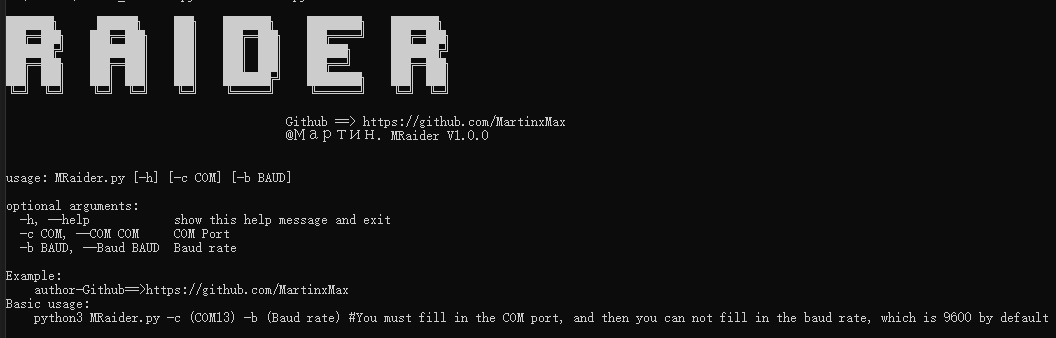 RAIDER
Github ==> https://github.com/MartinxMax
@Мартин. MRaider V1.0.0
usage: MRaider.py [-h] [-c COM] [-b BAUD]
optional arguments:
-h, --help show this help message and exit
-c COM, --COM COM COM Port
-b BAUD, --Baud BAUD Baud rate
Example:
author-Github==>https://github.com/MartinxMax
Basic usage:
python3 MRaider.py -c (COM13) -b (Baud rate) #You must fill in the COM port, and then you can not fill in the baud rate, which is 9600 by default